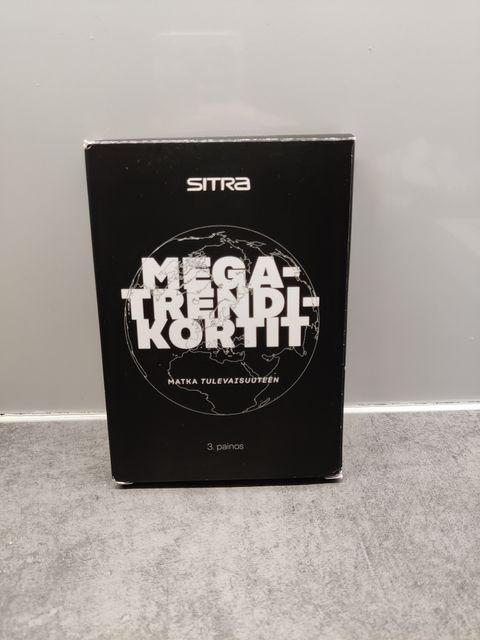 SITRA
MEGA-
TRENDI-
KORTIT
MATKA TULEVAISUUTEEN
3. painos